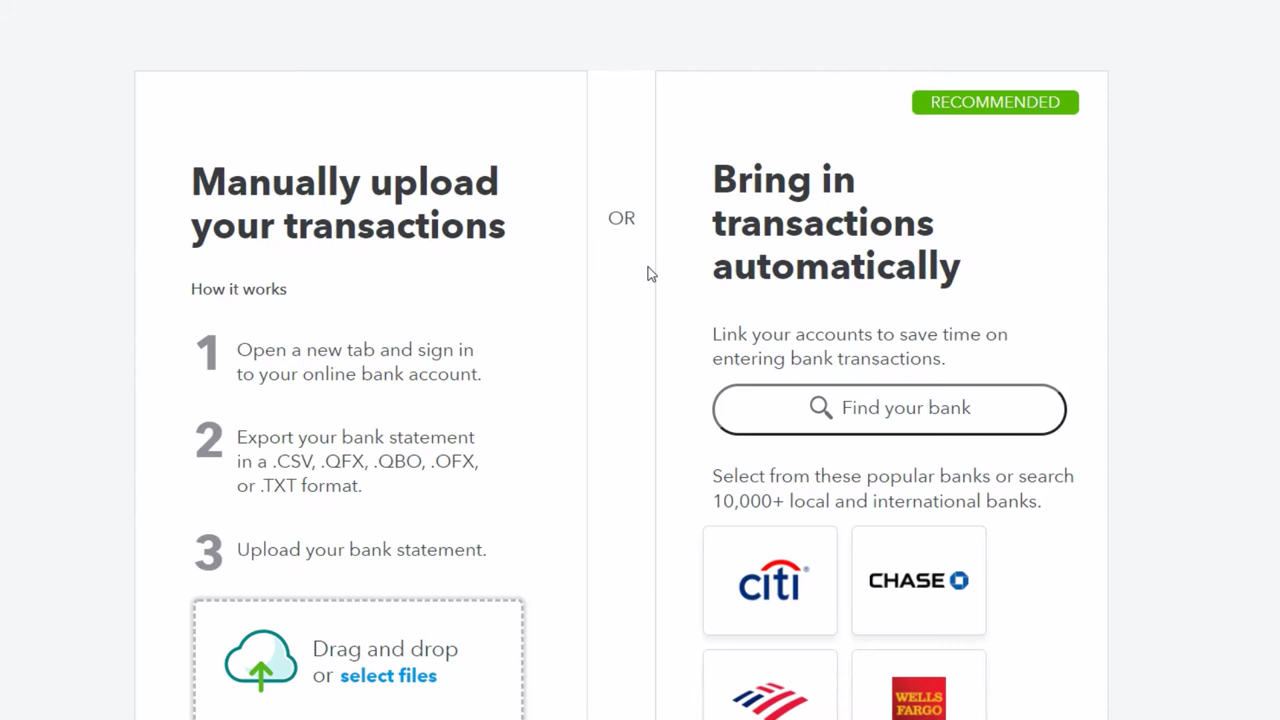 Manually upload
your transactions
How it works
1
Open a new tab and sign in
to your online bank account.
2
Export your bank statement
in a .CSV, .QFX, .QBO, .OFX,
or .TXT format.
3
Upload your bank statement.
Drag and drop
or select files
OR
RECOMMENDED
Bring in
transactions
automatically
Link your accounts to save time on
entering bank transactions.
Find your bank
Select from these popular banks or search
10,000+ local and international banks.
citi®
CHASE
WELLS
FARGO